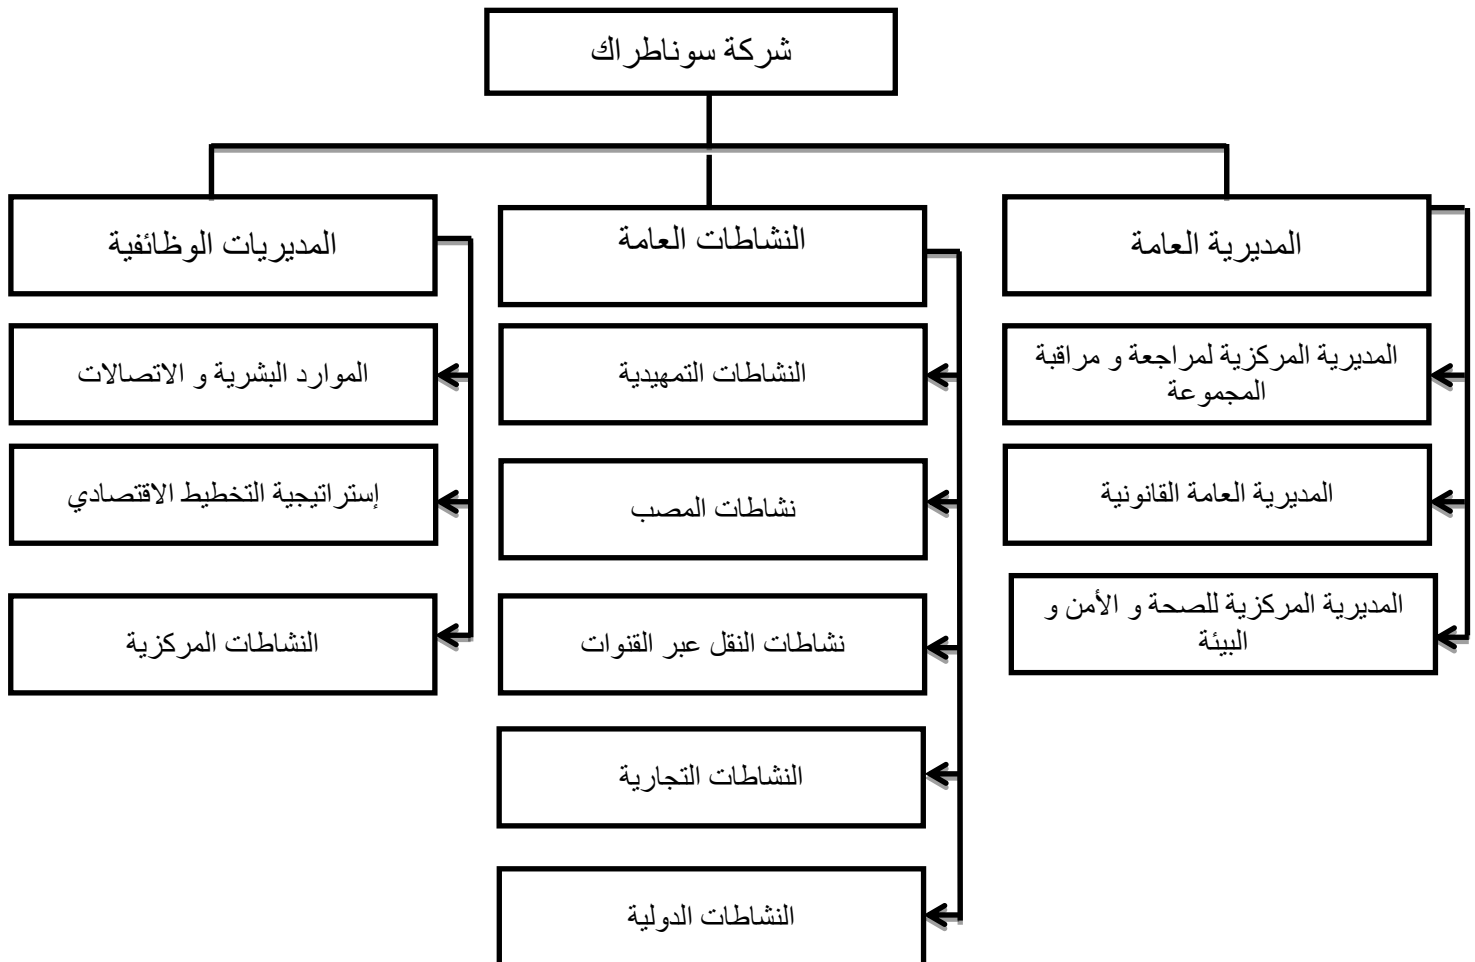 شركة سوناطراك
المديرية العامة
النشاطات العامة
المديريات الوظائفية
المديرية المركزية لمراجعة و مراقبة
المجموعة
النشاطات التمهيدية
الموارد البشرية و الاتصالات
المديرية العامة القانونية
نشاطات المصب
إستراتيجية التخطيط الاقتصادي
المديرية المركزية للصحة و الأمن و
البيئة
نشاطات النقل عبر القنوات
النشاطات المركزية
النشاطات التجارية
النشاطات الدولية